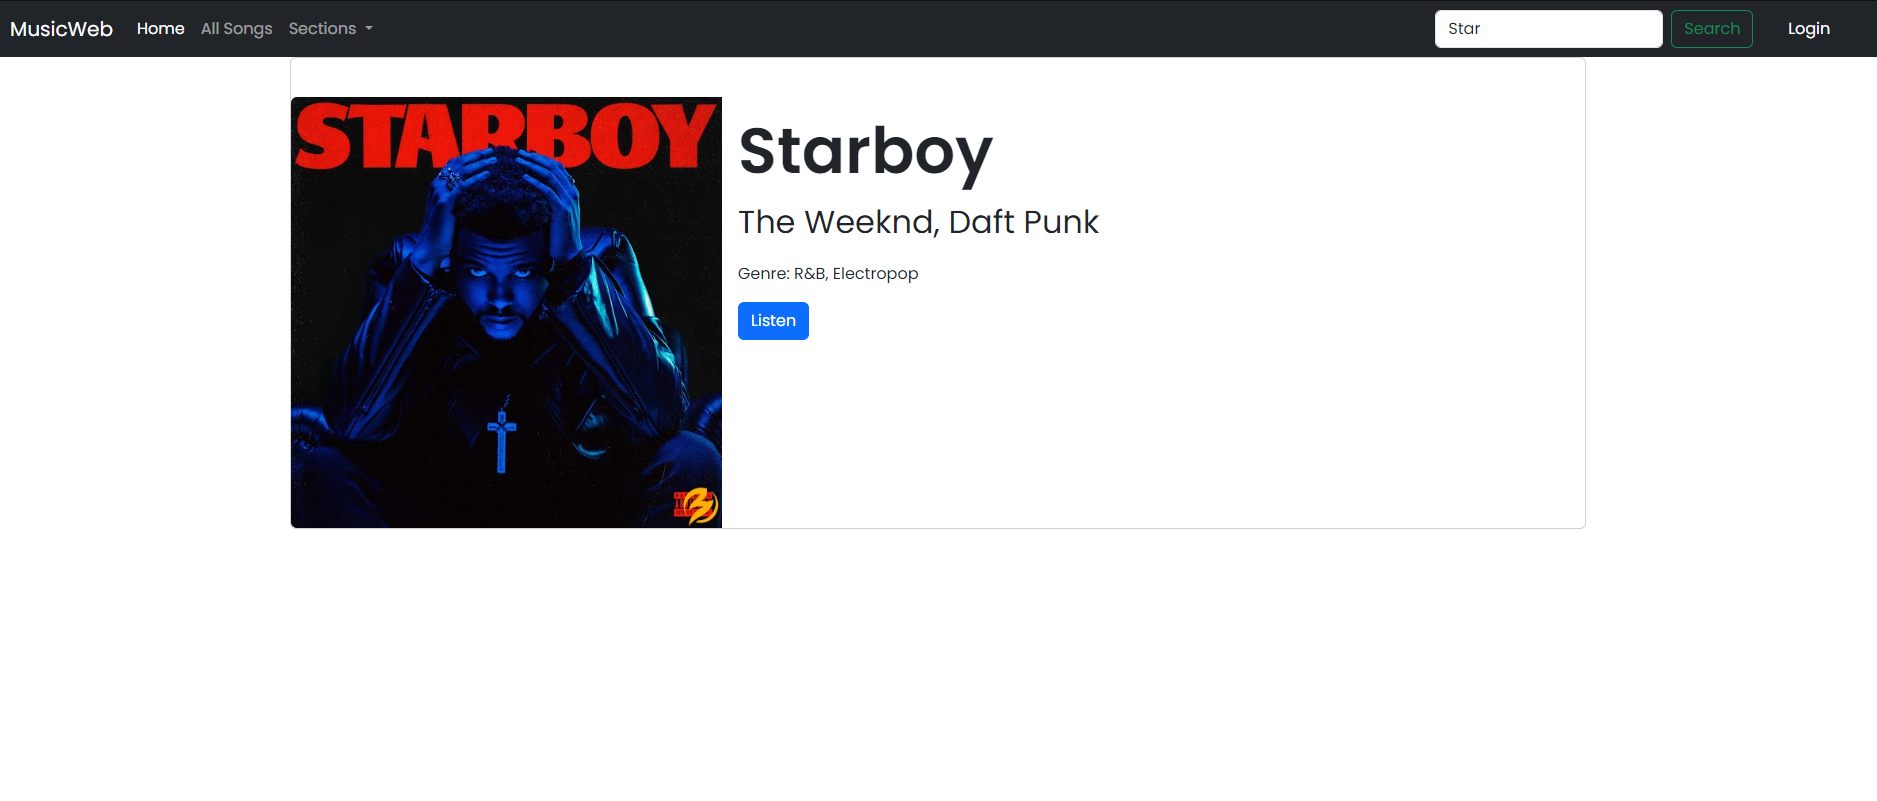 MusicWeb Home All Songs Sections Star Search Login
STARBOY
Starboy
The Weeknd, Daft Punk
Genre: R&B, Electropop
Listen